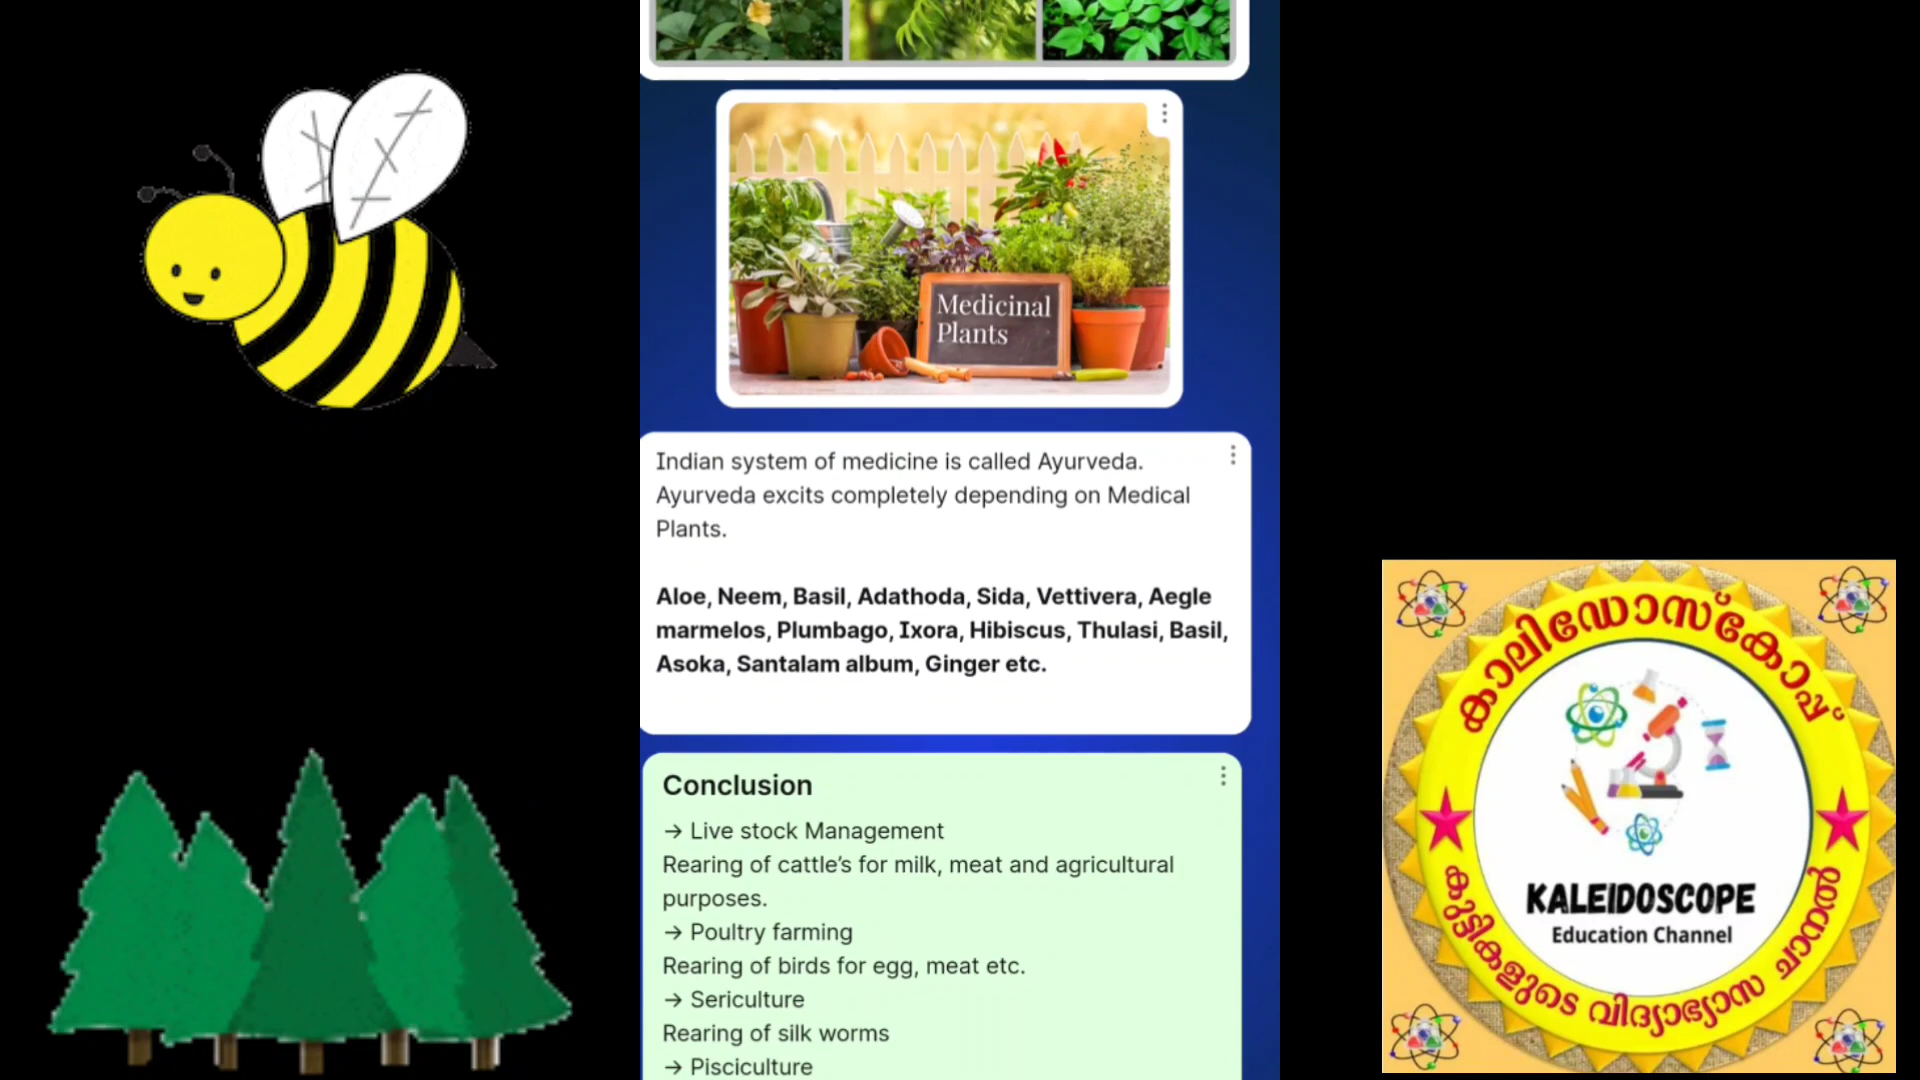 Medicinal
Plants
Indian system of medicine is called Ayurveda.
Ayurveda excits completely depending on Medical
Plants.
Aloe, Neem, Basil, Adathoda, Sida, Vettivera, Aegle
marmelos, Plumbago, Ixora, Hibiscus, Thulasi, Basil,
Asoka, Santalam album, Ginger etc.
Conclusion
→ Live stock Management
Rearing of cattle’s for milk, meat and agricultural
purposes.
→ Poultry farming
Rearing of birds for egg, meat etc.
→ Sericulture
Rearing of silk worms
→ Pisciculture
കാലിഡോസ്കോപ്പ്
KALEIDOSCOPE
Education Channel
കുട്ടികളുടെ വിദ്യാഭ്യാസ ചാനൽ